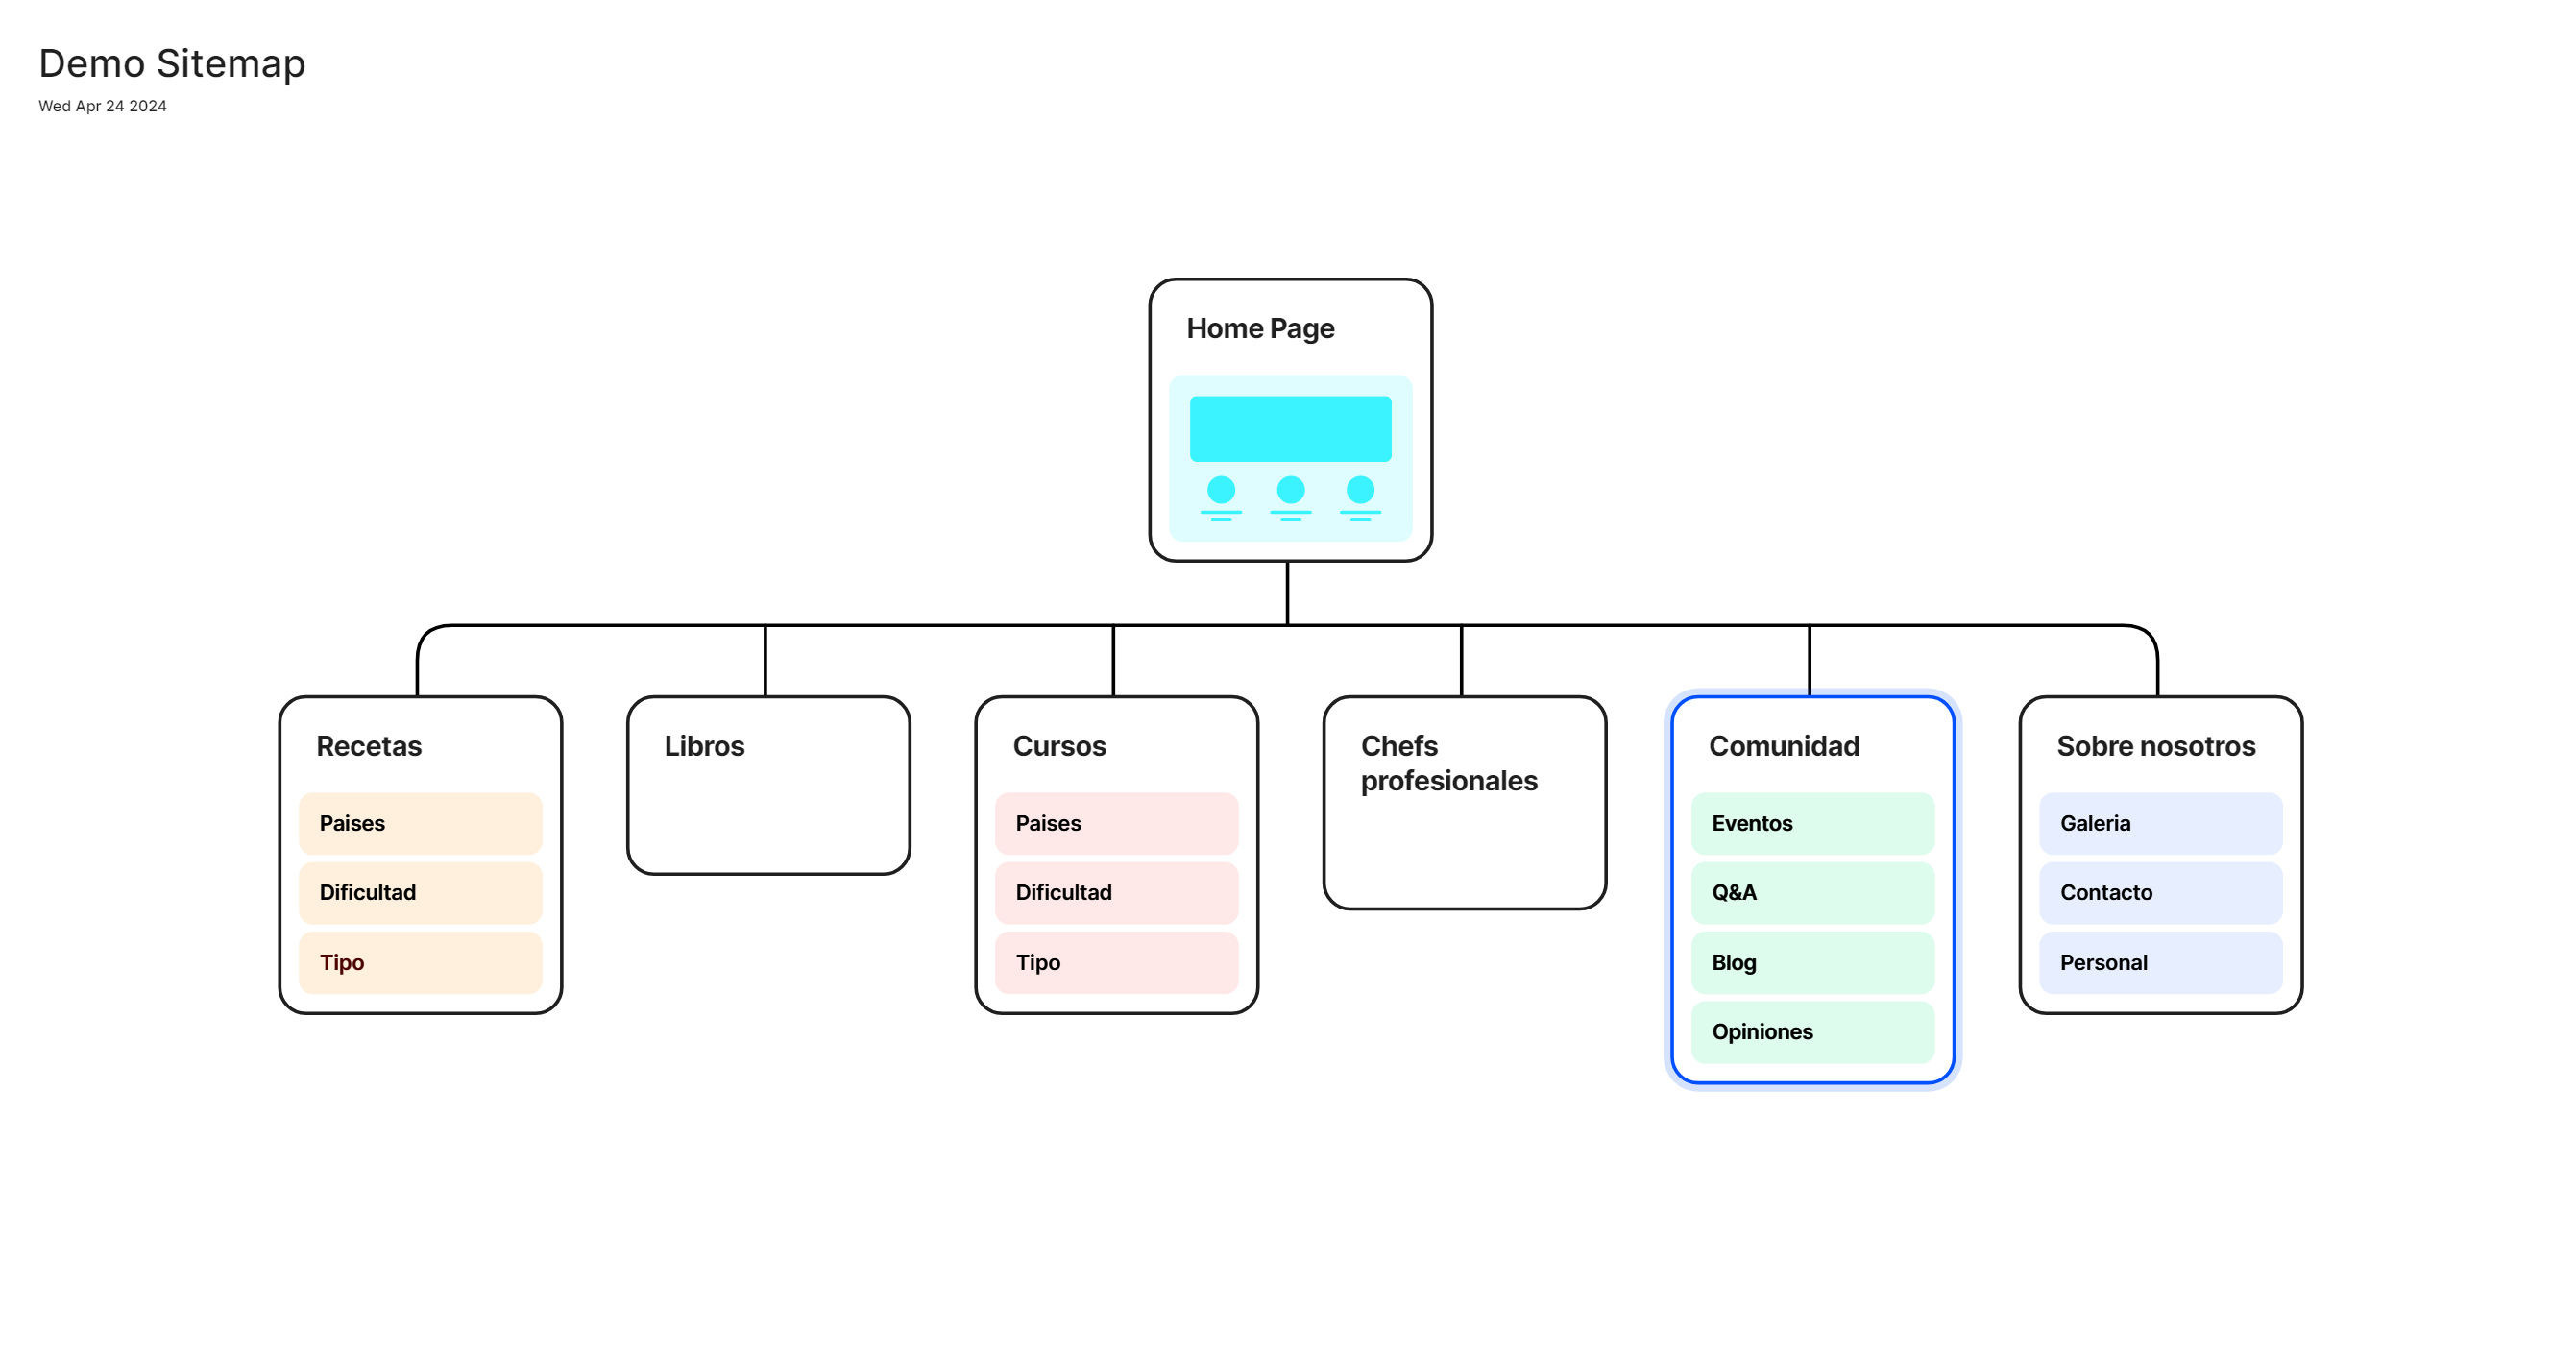 Demo Sitemap
Wed Apr 24 2024
Home Page
Recetas
Paises
Dificultad
Tipo
Libros
Cursos
Paises
Dificultad
Tipo
Chefs
profesionales
Comunidad
Eventos
Q&A
Blog
Opiniones
Sobre nosotros
Galeria
Contacto
Personal